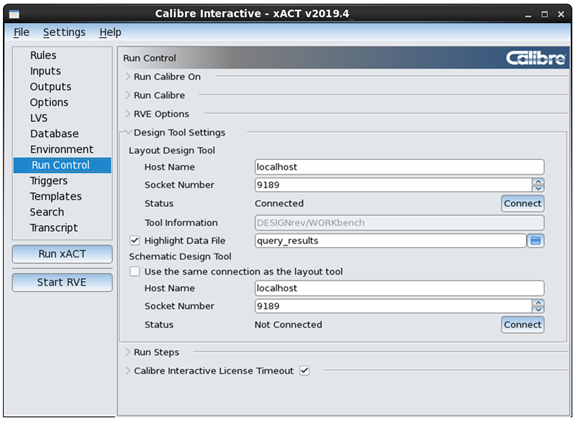 Calibre Interactive - xACT v2019.4
File Settings Help
Rules
Inputs
Outputs
Options
LVS
Database
Environment
Run Control
Triggers
Templates
Search
Transcript
Run xACT
Start RVE
Run Control
Calibre
Run Calibre On
Run Calibre
RVE Options
Design Tool Settings
Layout Design Tool
Host Name localhost
Socket Number 9189
Status Connected Connect
Tool Information DESIGNrev/WORKbench
Highlight Data File query_results
Schematic Design Tool
Use the same connection as the layout tool
Host Name localhost
Socket Number 9189
Status Not Connected Connect
Run Steps
Calibre Interactive License Timeout